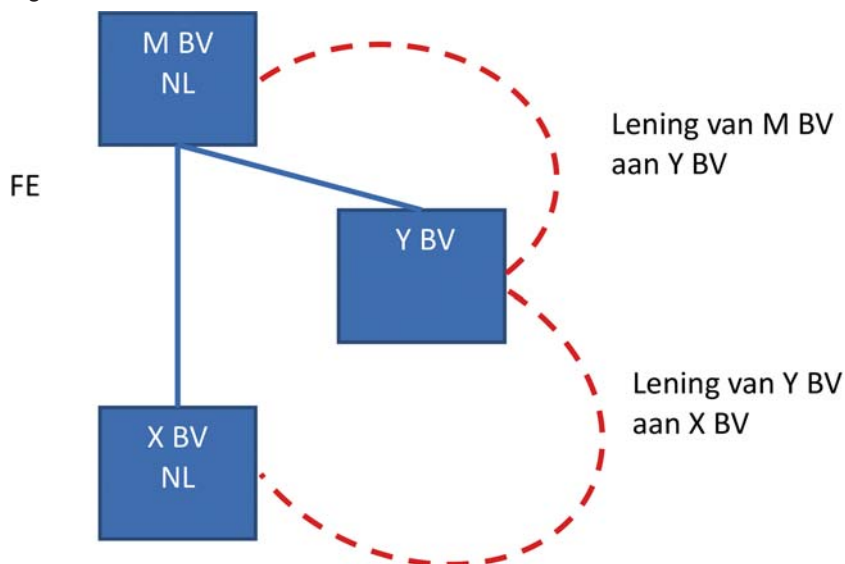 M BV
NL
Lening van M BV
aan Y BV
FE
Y BV
Lening van Y BV
aan X BV
X BV
NL